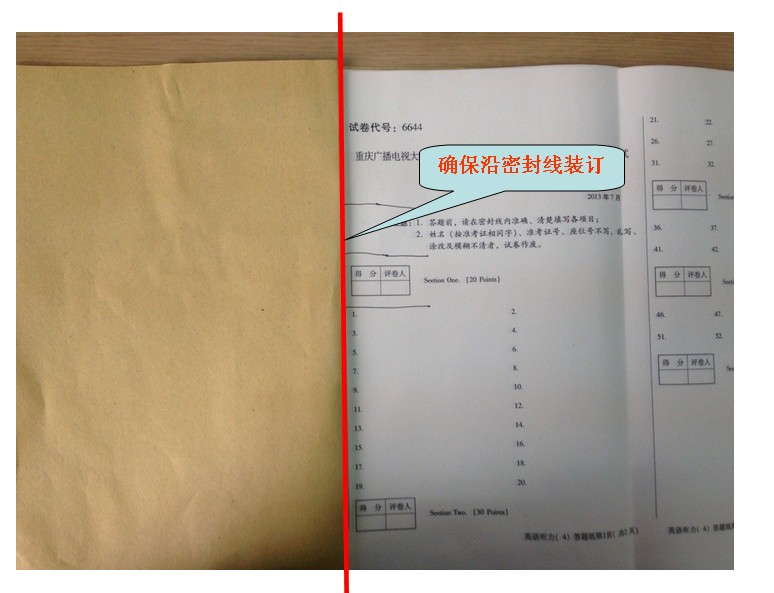 试卷代号：6644
重庆广播电视大
确保沿密封线装订
试
2013年7月
1. 答题前，请在密封线内准确、清楚填写各项目；
2. 姓名（按准考证相同字）、准考证号、座位号不写、乱写、
涂改及模糊不清者，试卷作废。
得 分 评卷人
Section One. (20 Points)
1. 2.
3. 4.
5. 6.
7. 8.
9. 10.
11. 12.
13. 14.
15. 16.
17. 18.
19. 20.
得 分 评卷人
Section Two. (30 Points)
英语听力(4)答题纸第1页(共2页)
21. 22.
26. 27.
31. 32.
得 分 评卷人
36. 37.
41. 42.
得 分 评卷人
46. 47.
51. 52.
得 分 评卷人
英语听力(4)答题纸